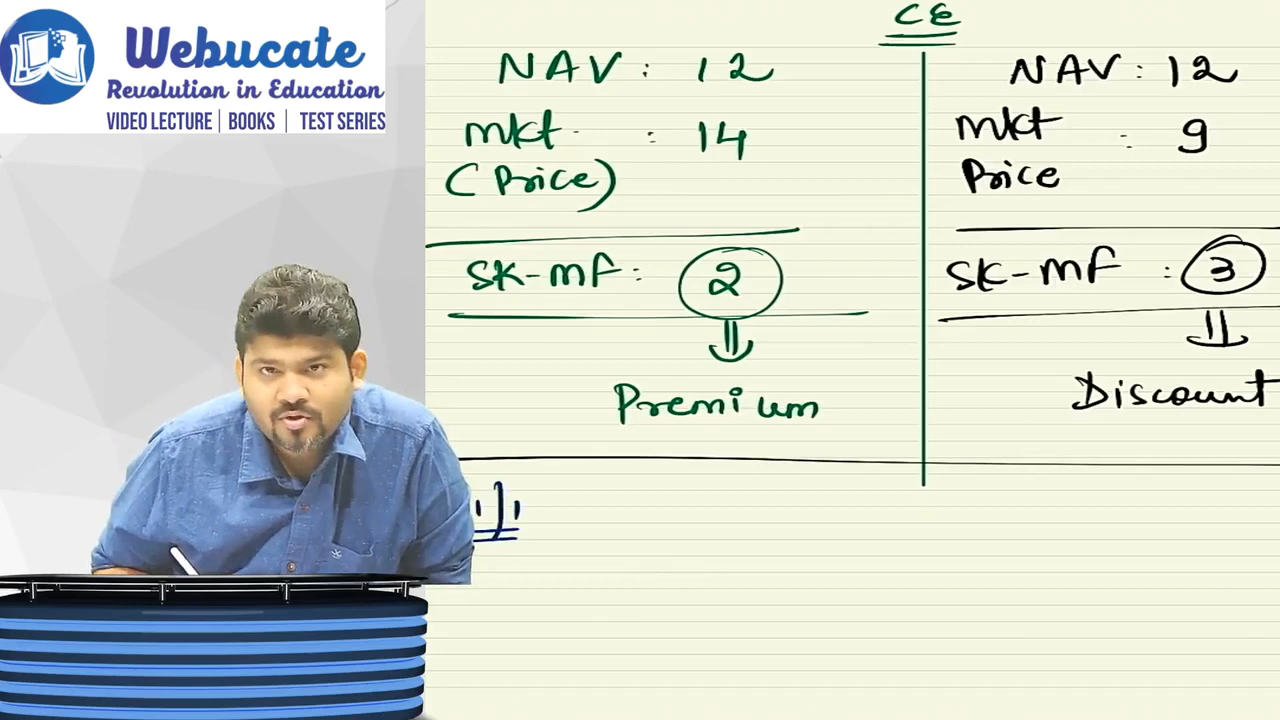 Webucate
Revolution in Education
VIDEO LECTURE | BOOKS | TEST SERIES
CE
NAV : 12
mkt : 14
(Price)
SK-MF : 2
Premium
NAV : 12
mkt : 9
Price
SK-MF : 3
Discount